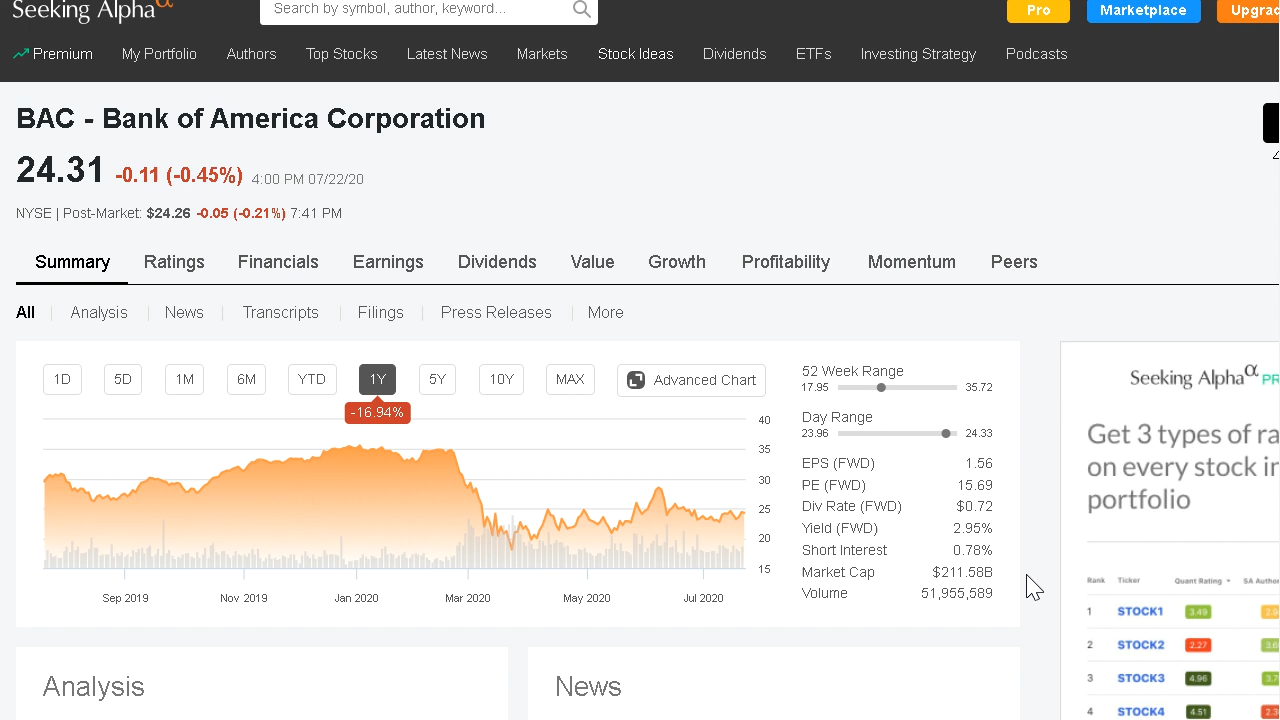 Seeking Alpha α
Search by symbol, author, keyword...
Pro
Marketplace
Premium My Portfolio Authors Top Stocks Latest News Markets Stock Ideas Dividends ETFs Investing Strategy Podcasts
BAC - Bank of America Corporation
24.31 -0.11 (-0.45%) 4:00 PM 07/22/20
NYSE | Post-Market: $24.26 -0.05 (-0.21%) 7:41 PM
Summary Ratings Financials Earnings Dividends Value Growth Profitability Momentum Peers
All Analysis News Transcripts Filings Press Releases More
1D 5D 1M 6M YTD 1Y 5Y 10Y MAX Advanced Chart
-16.94%
40
35
30
25
20
15
Sep 2019 Nov 2019 Jan 2020 Mar 2020 May 2020 Jul 2020
52 Week Range
17.95 35.72
Day Range
23.96 24.33
EPS (FWD) 1.56
PE (FWD) 15.69
Div Rate (FWD) $0.72
Yield (FWD) 2.95%
Short Interest 0.78%
Market Cap $211.58B
Volume 51,955,589
Seeking Alpha α
Get 3 types of
on every stock
portfolio
Rank Ticker Quant Rating SA
1 STOCK1 3.49
2 STOCK2 2.27
3 STOCK3 4.96
4 STOCK4 4.51
Analysis
News